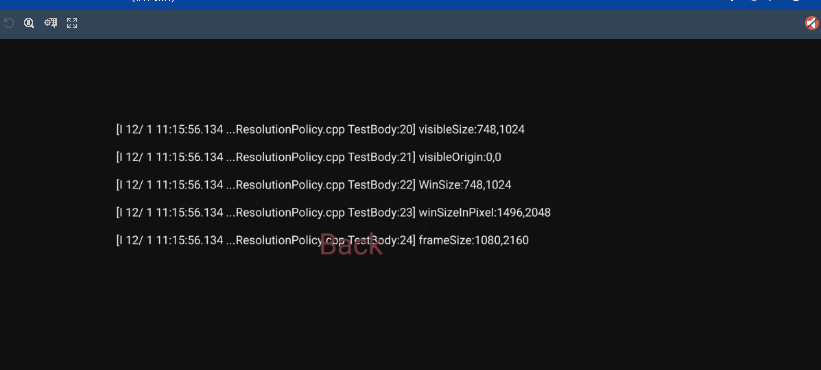 [I 12/ 1 11:15:56.134 ...ResolutionPolicy.cpp TestBody:20] visibleSize:748,1024
[I 12/ 1 11:15:56.134 ...ResolutionPolicy.cpp TestBody:21] visibleOrigin:0,0
[I 12/ 1 11:15:56.134 ...ResolutionPolicy.cpp TestBody:22] WinSize:748,1024
[I 12/ 1 11:15:56.134 ...ResolutionPolicy.cpp TestBody:23] winSizeInPixel:1496,2048
[I 12/ 1 11:15:56.134 ...ResolutionPolicy.cpp TestBody:24] frameSize:1080,2160
Back